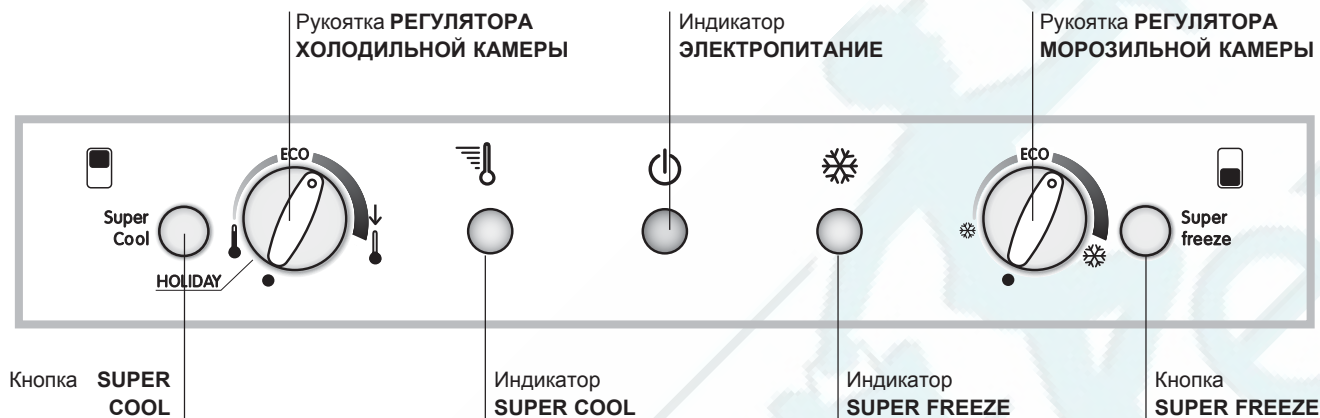 Рукоятка РЕГУЛЯТОРА
ХОЛОДИЛЬНОЙ КАМЕРЫ
Индикатор
ЭЛЕКТРОПИТАНИЕ
Рукоятка РЕГУЛЯТОРА
МОРОЗИЛЬНОЙ КАМЕРЫ
ECO
Super
Cool
HOLIDAY
ECO
Super
freeze
Кнопка SUPER
COOL
Индикатор
SUPER COOL
Индикатор
SUPER FREEZE
Кнопка
SUPER FREEZE